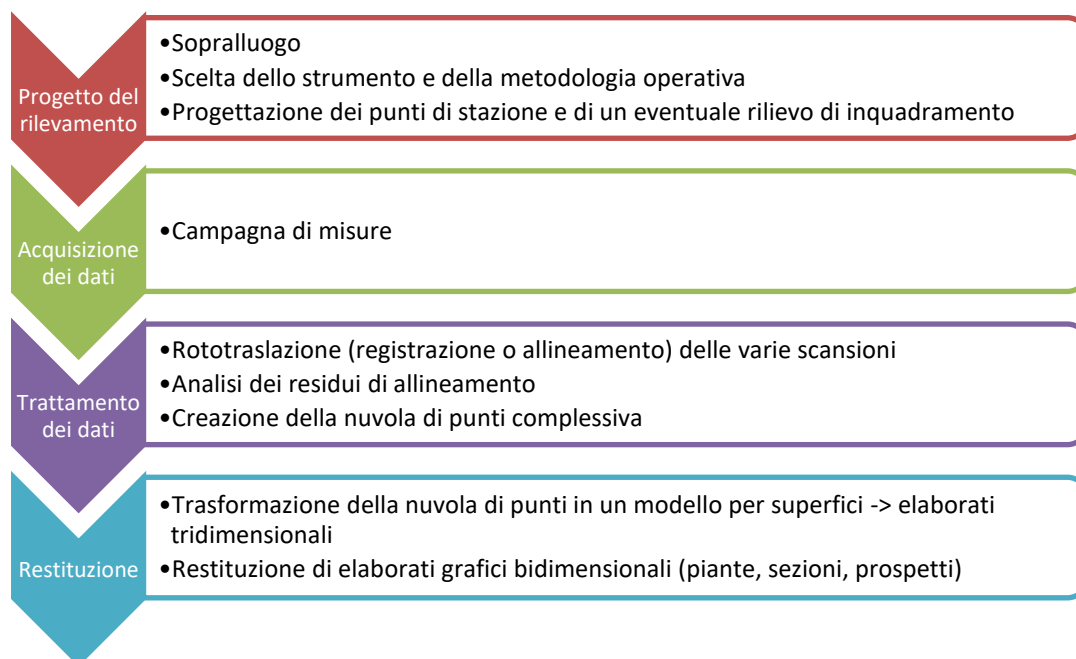 Progetto del
rilevamento
•Sopralluogo
•Scelta dello strumento e della metodologia operativa
•Progettazione dei punti di stazione e di un eventuale rilievo di inquadramento
Acquisizione
dei dati
•Campagna di misure
Trattamento
dei dati
•Rototraslazione (registrazione o allineamento) delle varie scansioni
•Analisi dei residui di allineamento
•Creazione della nuvola di punti complessiva
Restituzione
•Trasformazione della nuvola di punti in un modello per superfici -> elaborati
tridimensionali
•Restituzione di elaborati grafici bidimensionali (piante, sezioni, prospetti)